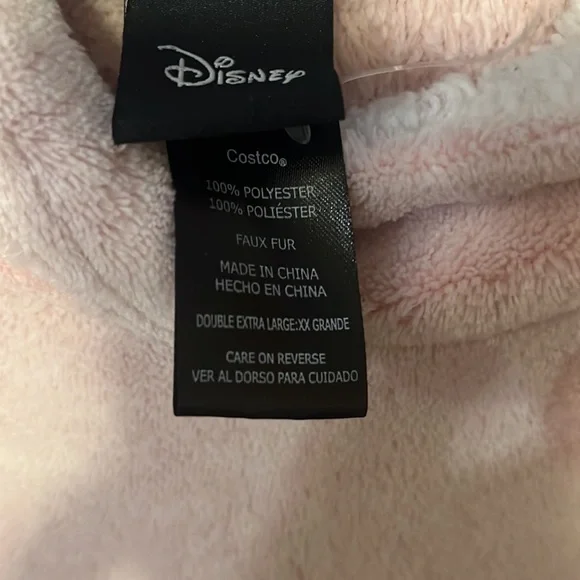 Disney
Costco®
100% POLYESTER
100% POLIÉSTER
FAUX FUR
MADE IN CHINA
HECHO EN CHINA
DOUBLE EXTRA LARGE:XX GRANDE
CARE ON REVERSE
VER AL DORSO PARA CUIDADO